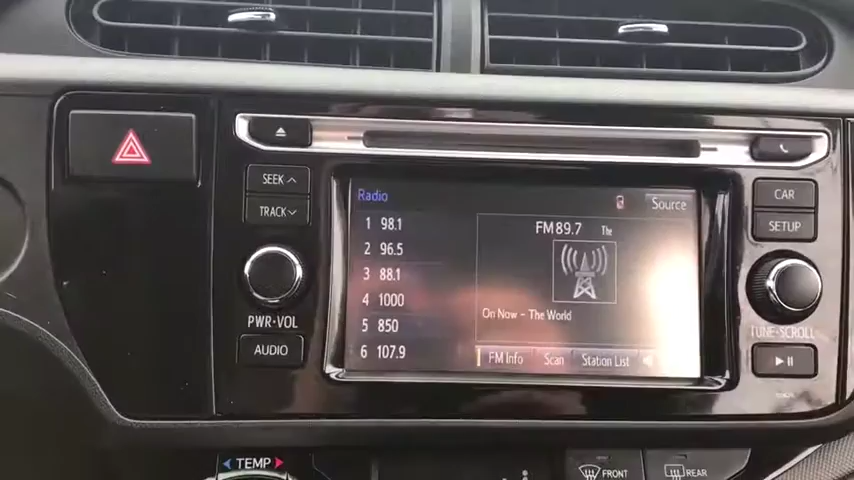 SEEK
TRACK
PWR•VOL
AUDIO
Radio
1 98.1
2 96.5
3 88.1
4 1000
5 850
6 107.9
Source
FM 89.7 The
On Now - The World
FM Info
Scan
Station List
CAR
SETUP
TUNE•SCROLL
TEMP
FRONT
REAR